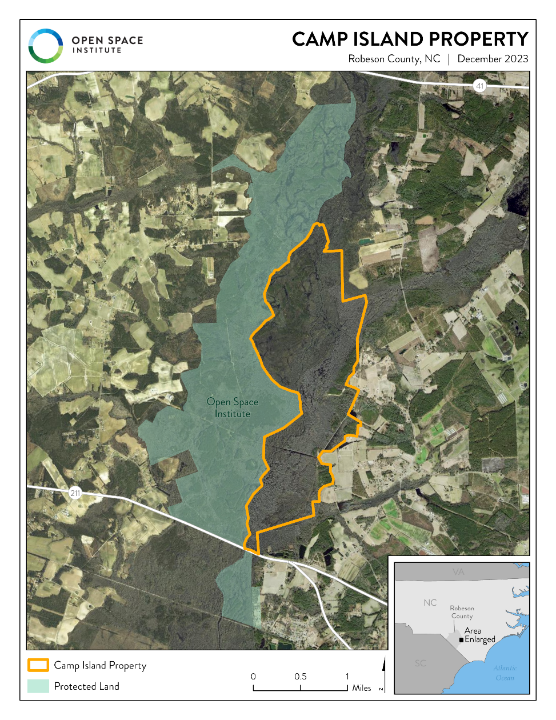 OPEN SPACE
INSTITUTE
CAMP ISLAND PROPERTY
Robeson County, NC | December 2023
41
Open Space
Institute
211
VA
NC
Robeson
County
Area
Enlarged
SC
Atlantic
Ocean
Camp Island Property
Protected Land
0 0.5 1
Miles
N